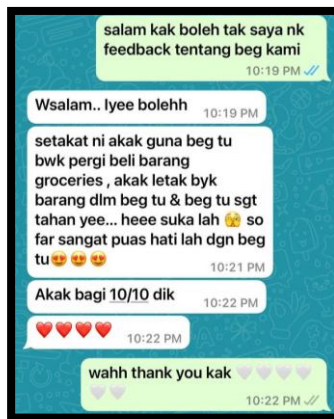 salam kak boleh tak saya nk
feedback tentang beg kami
10:19 PM
Wsalam.. Iyee bolehh
10:19 PM
setakat ni akak guna beg tu
bwk pergi beli barang
groceries , akak letak byk
barang dlm beg tu & beg tu sgt
tahan yee... heee suka lah 🫣 so
far sangat puas hati lah dgn beg
tu😍 😍 😍
10:21 PM
Akak bagi 10/10 dik
10:22 PM
❤️❤️❤️❤️
10:22 PM
wahh thank you kak 🤍🤍🤍🤍
🤍🤍
10:22 PM